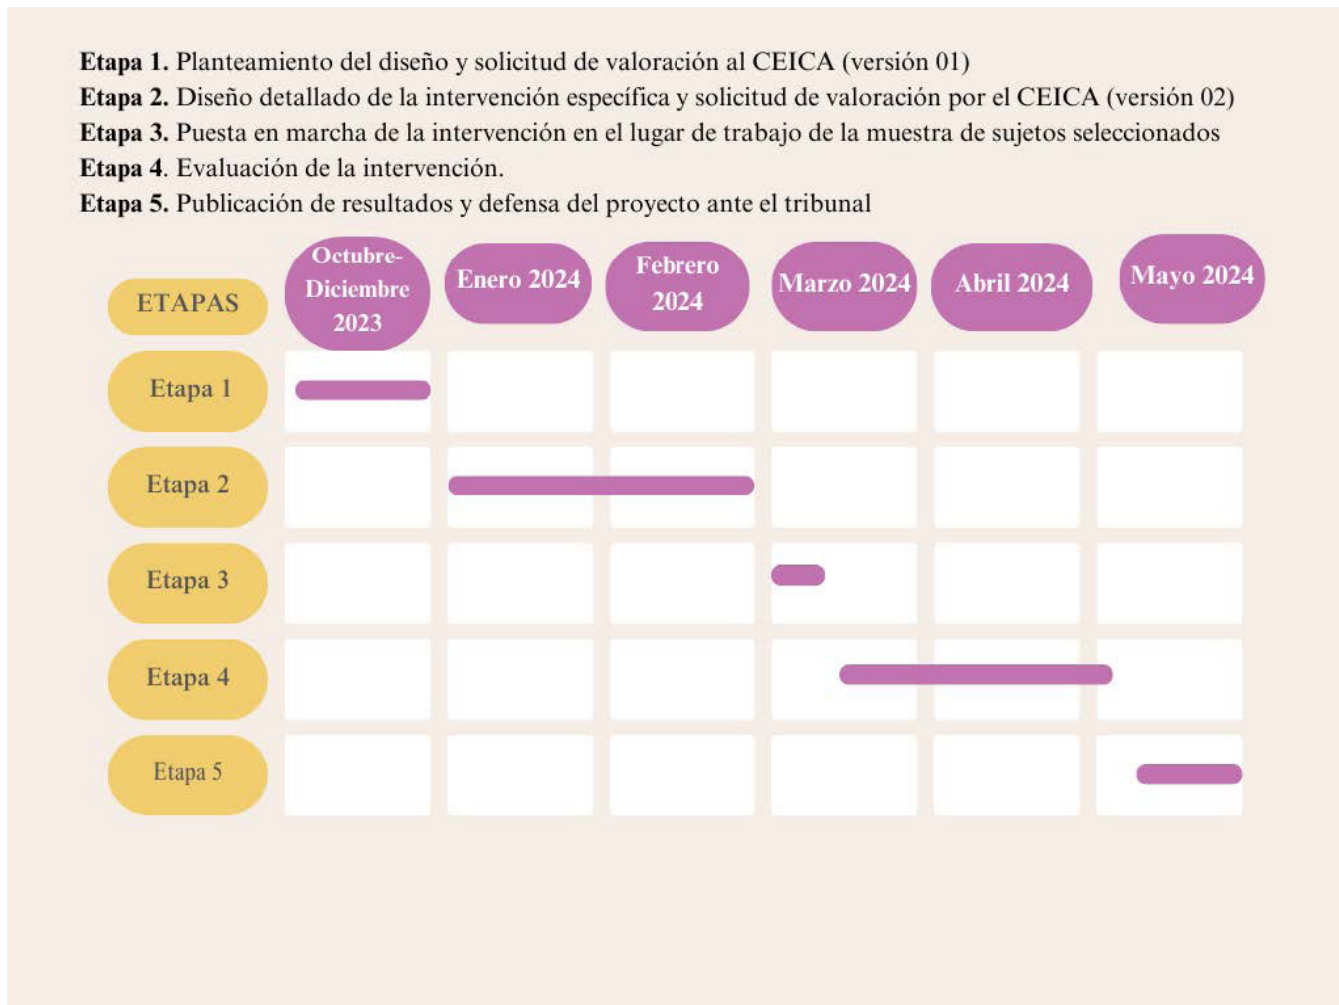 Etapa 1. Planteamiento del diseño y solicitud de valoración al CEICA (versión 01)
Etapa 2. Diseño detallado de la intervención específica y solicitud de valoración por el CEICA (versión 02)
Etapa 3. Puesta en marcha de la intervención en el lugar de trabajo de la muestra de sujetos seleccionados
Etapa 4. Evaluación de la intervención.
Etapa 5. Publicación de resultados y defensa del proyecto ante el tribunal
ETAPAS
Octubre-
Diciembre
2023
Enero 2024
Febrero
2024
Marzo 2024
Abril 2024
Mayo 2024
Etapa 1
Etapa 2
Etapa 3
Etapa 4
Etapa 5